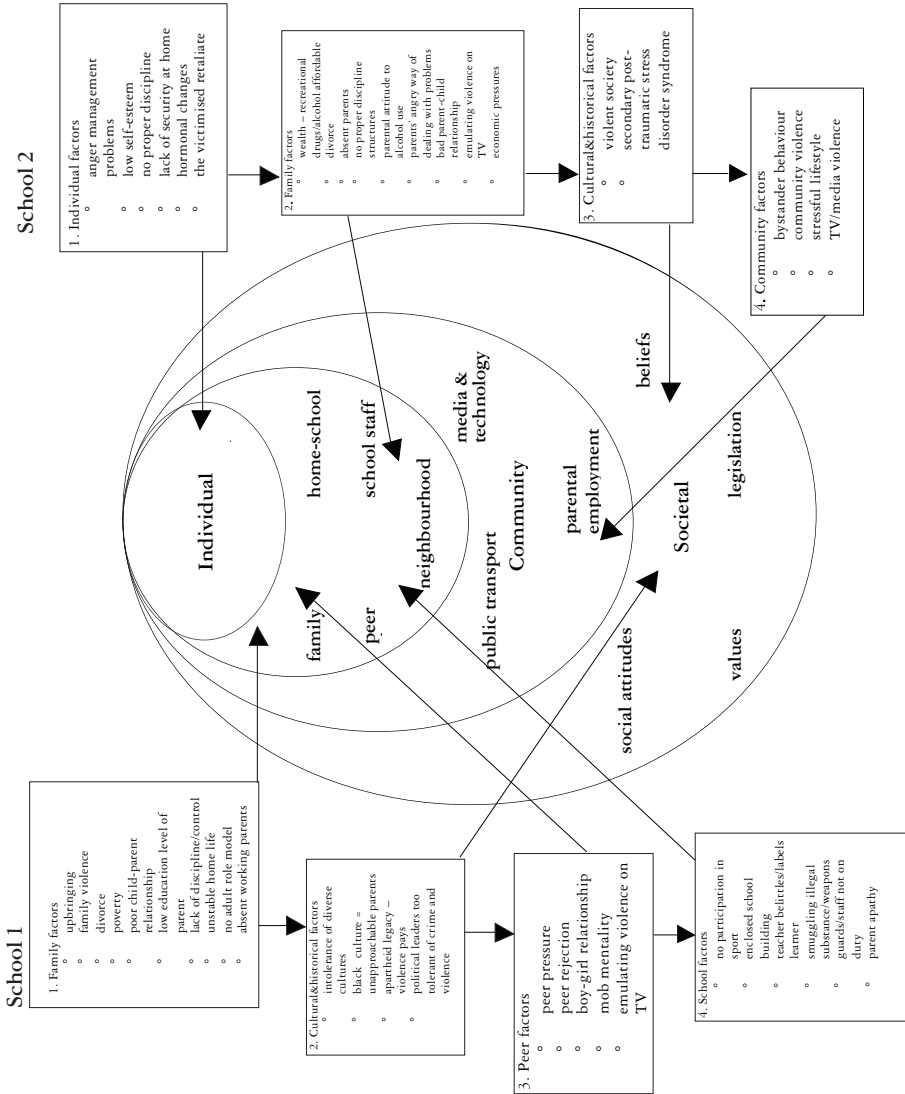 School 1
1. Family factors
° upbringing
° family violence
° divorce
° poverty
° poor child-parent
relationship
° low education level of
parent
° lack of discipline/control
° unstable home life
° no adult role model
° absent working parents
2. Cultural&historical factors
° intolerance of diverse
cultures
° black culture =
unapproachable parents
° apartheid legacy –
violence pays
° political leaders too
tolerant of crime and
violence
3. Peer factors
° peer pressure
° peer rejection
° boy-girl relationship
° mob mentality
° emulating violence on
TV
4. School factors
° no participation in
sport
° enclosed school
building
° teacher belittles/labels
learner
° smuggling illegal
substance/weapons
° guards/staff not on
duty
° parent apathy
Individual
family
home-school
peer
school staff
neighbourhood
media &
technology
public transport
Community
parental
employment
social attitudes
beliefs
Societal
values
legislation
School 2
1. Individual factors
° anger management
problems
° low self-esteem
° no proper discipline
° lack of security at home
° hormonal changes
° the victimised retaliate
2. Family factors
° wealth – recreational
drugs/alcohol affordable
° divorce
° absent parents
° no proper discipline
structures
° parental attitude to
alcohol use
° parents' angry way of
dealing with problems
° bad parent-child
relationship
° emulating violence on
TV
° economic pressures
3. Cultural&historical factors
° violent society
° secondary post-
traumatic stress
disorder syndrome
4. Community factors
° bystander behaviour
° community violence
° stressful lifestyle
° TV/media violence